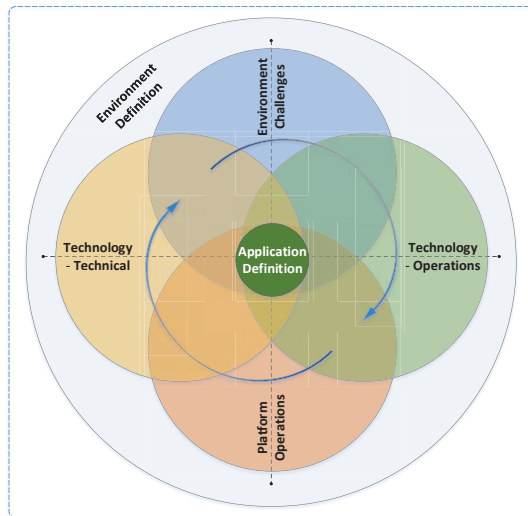 Environment
Definition
Environment
Challenges
Technology
- Technical
Application
Definition
Technology
- Operations
Platform
Operations